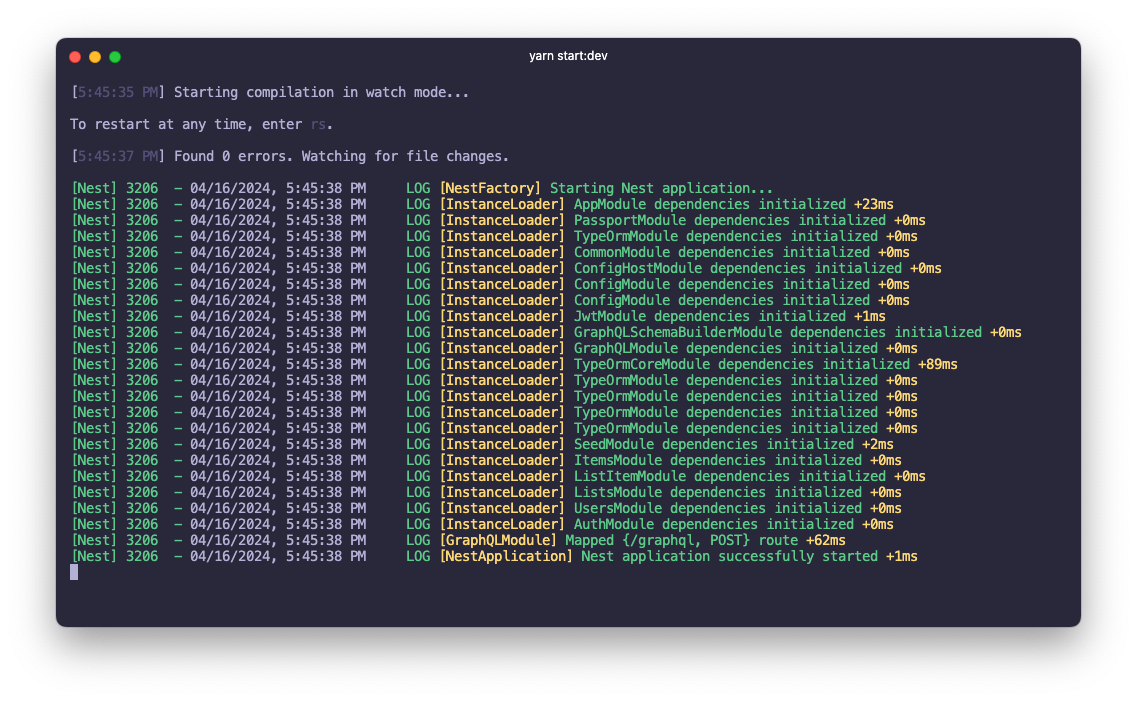 yarn start:dev
[5:45:35 PM] Starting compilation in watch mode...
To restart at any time, enter rs.
[5:45:37 PM] Found 0 errors. Watching for file changes.
[Nest] 3206  - 04/16/2024, 5:45:38 PM     LOG [NestFactory] Starting Nest application...
[Nest] 3206  - 04/16/2024, 5:45:38 PM     LOG [InstanceLoader] AppModule dependencies initialized +23ms
[Nest] 3206  - 04/16/2024, 5:45:38 PM     LOG [InstanceLoader] PassportModule dependencies initialized +0ms
[Nest] 3206  - 04/16/2024, 5:45:38 PM     LOG [InstanceLoader] TypeOrmModule dependencies initialized +0ms
[Nest] 3206  - 04/16/2024, 5:45:38 PM     LOG [InstanceLoader] CommonModule dependencies initialized +0ms
[Nest] 3206  - 04/16/2024, 5:45:38 PM     LOG [InstanceLoader] ConfigHostModule dependencies initialized +0ms
[Nest] 3206  - 04/16/2024, 5:45:38 PM     LOG [InstanceLoader] ConfigModule dependencies initialized +0ms
[Nest] 3206  - 04/16/2024, 5:45:38 PM     LOG [InstanceLoader] ConfigModule dependencies initialized +0ms
[Nest] 3206  - 04/16/2024, 5:45:38 PM     LOG [InstanceLoader] JwtModule dependencies initialized +1ms
[Nest] 3206  - 04/16/2024, 5:45:38 PM     LOG [InstanceLoader] GraphQLSchemaBuilderModule dependencies initialized +0ms
[Nest] 3206  - 04/16/2024, 5:45:38 PM     LOG [InstanceLoader] GraphQLModule dependencies initialized +0ms
[Nest] 3206  - 04/16/2024, 5:45:38 PM     LOG [InstanceLoader] TypeOrmCoreModule dependencies initialized +89ms
[Nest] 3206  - 04/16/2024, 5:45:38 PM     LOG [InstanceLoader] TypeOrmModule dependencies initialized +0ms
[Nest] 3206  - 04/16/2024, 5:45:38 PM     LOG [InstanceLoader] TypeOrmModule dependencies initialized +0ms
[Nest] 3206  - 04/16/2024, 5:45:38 PM     LOG [InstanceLoader] TypeOrmModule dependencies initialized +0ms
[Nest] 3206  - 04/16/2024, 5:45:38 PM     LOG [InstanceLoader] TypeOrmModule dependencies initialized +0ms
[Nest] 3206  - 04/16/2024, 5:45:38 PM     LOG [InstanceLoader] SeedModule dependencies initialized +2ms
[Nest] 3206  - 04/16/2024, 5:45:38 PM     LOG [InstanceLoader] ItemsModule dependencies initialized +0ms
[Nest] 3206  - 04/16/2024, 5:45:38 PM     LOG [InstanceLoader] ListItemModule dependencies initialized +0ms
[Nest] 3206  - 04/16/2024, 5:45:38 PM     LOG [InstanceLoader] ListsModule dependencies initialized +0ms
[Nest] 3206  - 04/16/2024, 5:45:38 PM     LOG [InstanceLoader] UsersModule dependencies initialized +0ms
[Nest] 3206  - 04/16/2024, 5:45:38 PM     LOG [InstanceLoader] AuthModule dependencies initialized +0ms
[Nest] 3206  - 04/16/2024, 5:45:38 PM     LOG [GraphQLModule] Mapped {/graphql, POST} route +62ms
[Nest] 3206  - 04/16/2024, 5:45:38 PM     LOG [NestApplication] Nest application successfully started +1ms